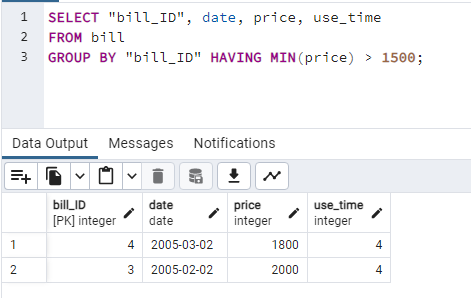 1 SELECT "bill_ID", date, price, use_time
2 FROM bill
3 GROUP BY "bill_ID" HAVING MIN(price) > 1500;
Data Output Messages Notifications
bill_ID date price use_time
[PK] integer date integer integer
1 4 2005-03-02 1800 4
2 3 2005-02-02 2000 4